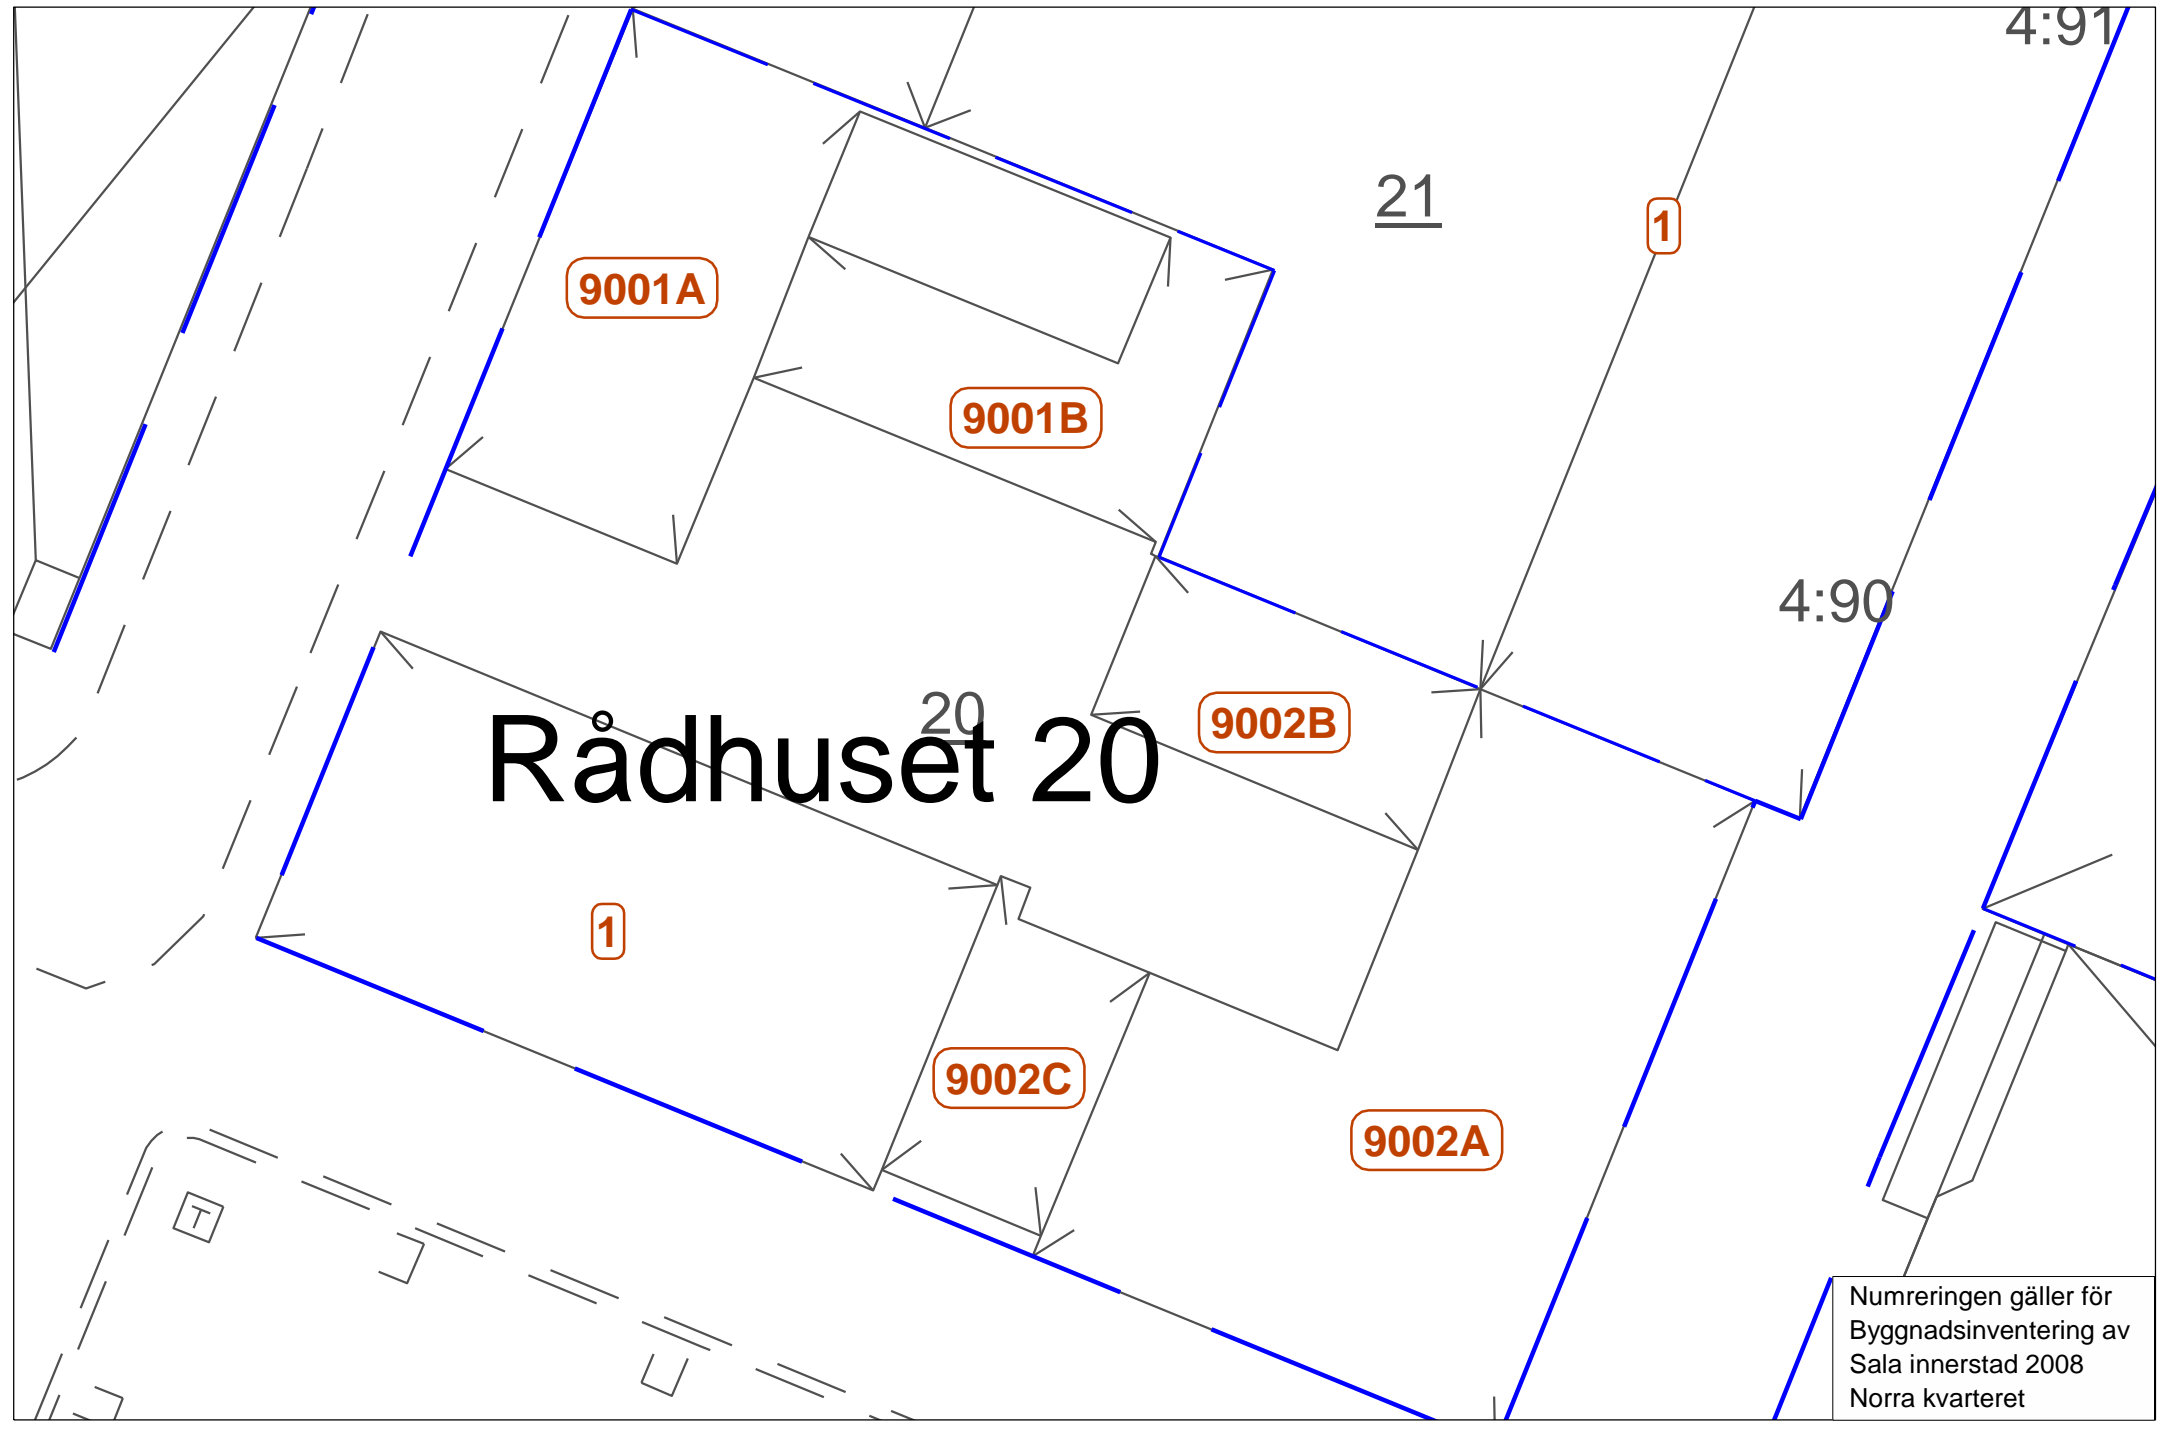 4:91
21
1
9001A
9001B
4:90
20
9002B
Rådhuset 20
1
9002C
9002A
T
Numreringen gäller för
Byggnadsinventering av
Sala innerstad 2008
Norra kvarteret